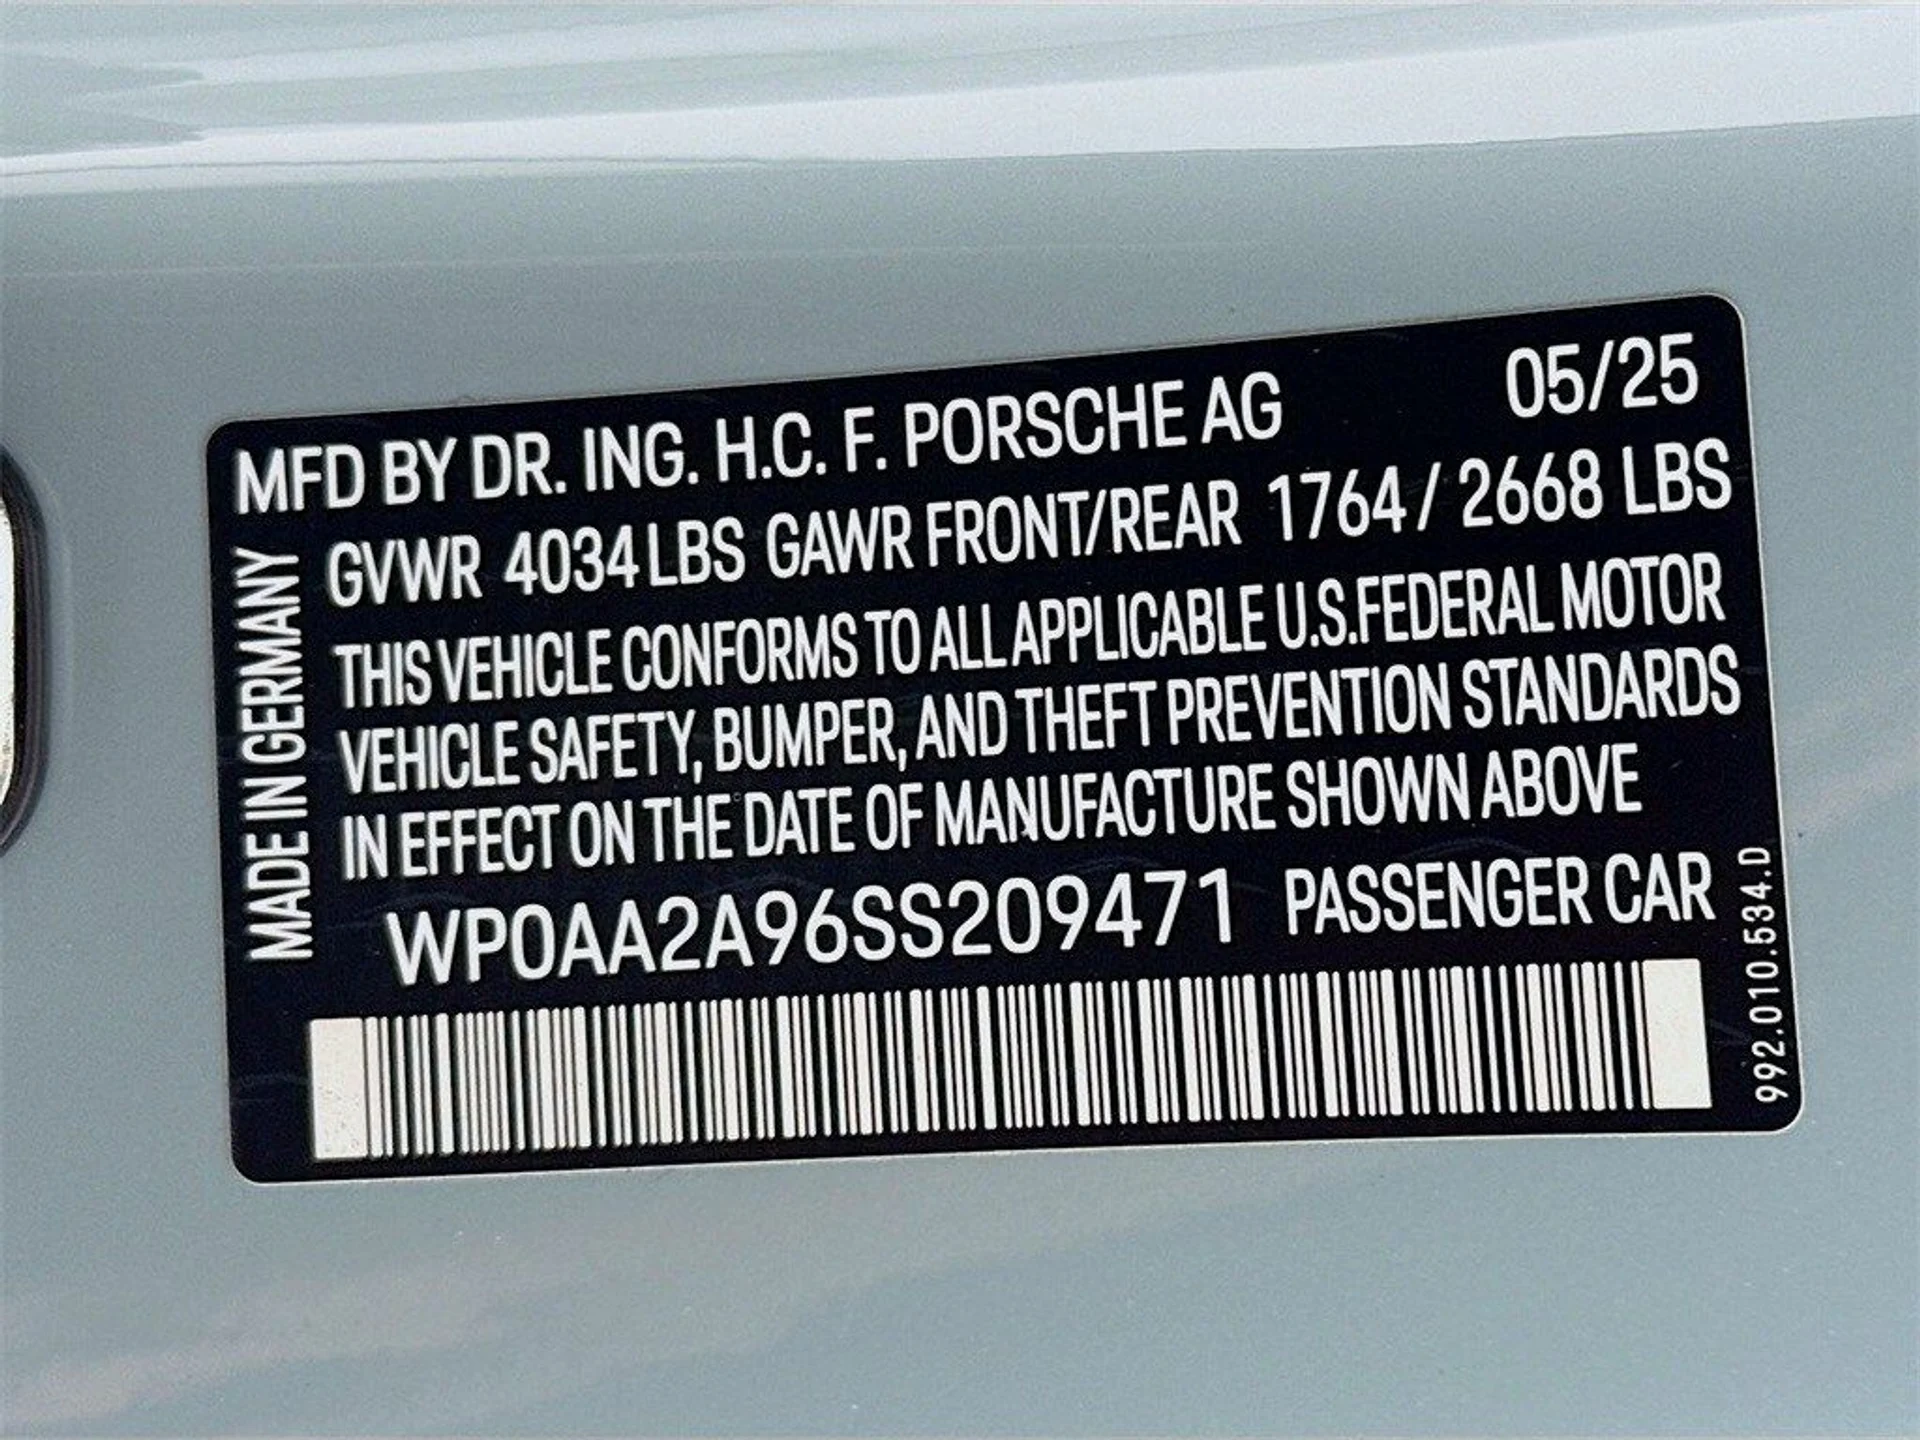 MFD BY DR. ING. H.C. F. PORSCHE AG 05/25
GVWR 4034 LBS GAWR FRONT/REAR 1764 / 2668 LBS
THIS VEHICLE CONFORMS TO ALL APPLICABLE U.S.FEDERAL MOTOR
VEHICLE SAFETY, BUMPER, AND THEFT PREVENTION STANDARDS
IN EFFECT ON THE DATE OF MANUFACTURE SHOWN ABOVE
WP0AA2A96SS209471 PASSENGER CAR
MADE IN GERMANY
992.010.534.D